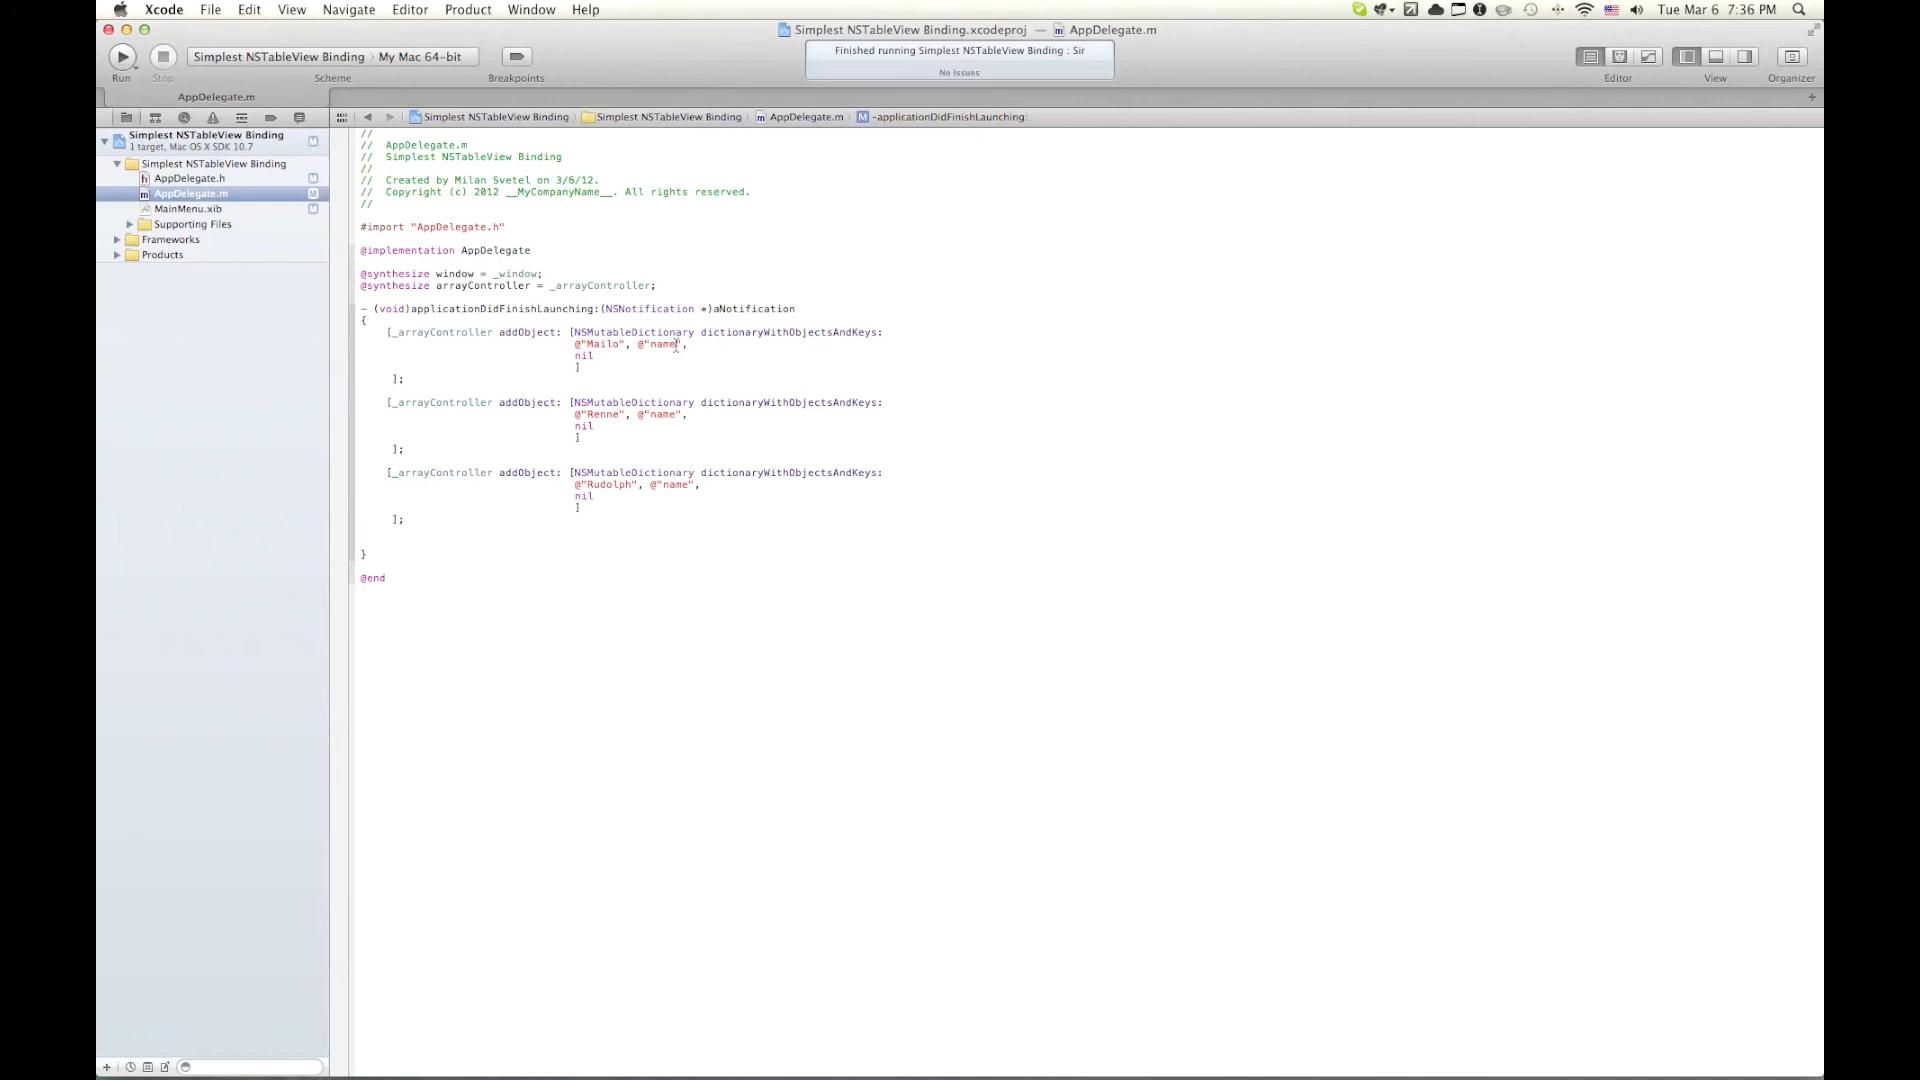 Xcode File Edit View Navigate Editor Product Window Help
Tue Mar 6 7:36 PM
Simplest NSTableView Binding.xcodeproj — AppDelegate.m
Simplest NSTableView Binding My Mac 64-bit
Finished running Simplest NSTableView Binding : Sir
No Issues
Run Stop Scheme Breakpoints Editor View Organizer
AppDelegate.m
Simplest NSTableView Binding
1 target, Mac OS X SDK 10.7
M
Simplest NSTableView Binding
AppDelegate.h M
AppDelegate.m M
MainMenu.xib M
Supporting Files
Frameworks
Products
Simplest NSTableView Binding Simplest NSTableView Binding AppDelegate.m M -applicationDidFinishLaunching:
//
// AppDelegate.m
// Simplest NSTableView Binding
//
// Created by Milan Svetel on 3/6/12.
// Copyright (c) 2012 __MyCompanyName__. All rights reserved.
//
#import "AppDelegate.h"
@implementation AppDelegate
@synthesize window = _window;
@synthesize arrayController = _arrayController;
- (void)applicationDidFinishLaunching:(NSNotification *)aNotification
{
[_arrayController addObject: [NSMutableDictionary dictionaryWithObjectsAndKeys:
@"Mailo", @"name",
nil
]
];
[_arrayController addObject: [NSMutableDictionary dictionaryWithObjectsAndKeys:
@"Renne", @"name",
nil
]
];
[_arrayController addObject: [NSMutableDictionary dictionaryWithObjectsAndKeys:
@"Rudolph", @"name",
nil
]
];
}
@end